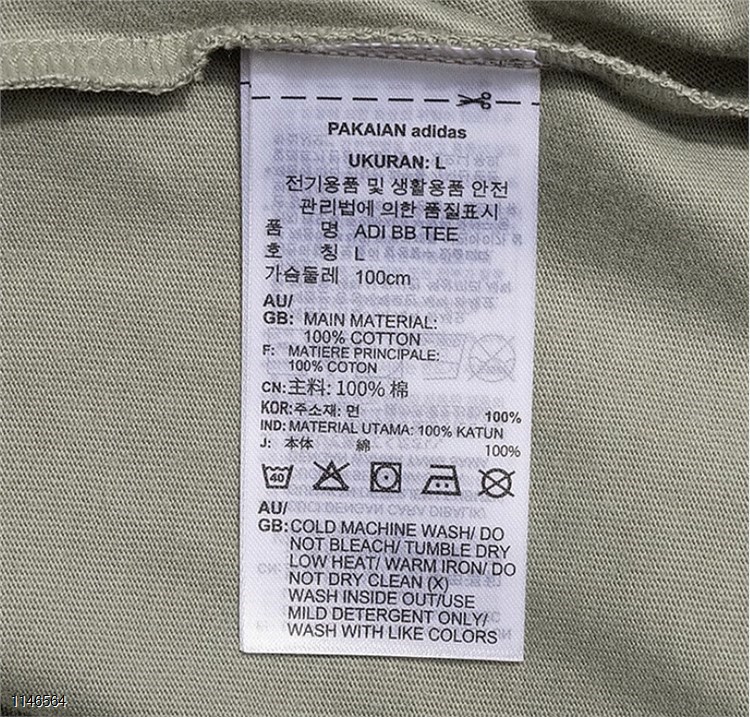 PAKAIAN adidas
UKURAN: L
전기용품 및 생활용품 안전
관리법에 의한 품질표시
품 명 ADI BB TEE
호 칭 L
가슴둘레 100cm
AU/
GB: MAIN MATERIAL:
100% COTTON
F: MATIERE PRINCIPALE:
100% COTON
CN:主料: 100% 棉
KOR:주소재: 면 100%
IND: MATERIAL UTAMA: 100% KATUN
J: 本体 綿 100%
40
AU/
GB:COLD MACHINE WASH/ DO
NOT BLEACH/ TUMBLE DRY
LOW HEAT/ WARM IRON/ DO
NOT DRY CLEAN (X)
WASH INSIDE OUT/USE
MILD DETERGENT ONLY/
WASH WITH LIKE COLORS
1146564